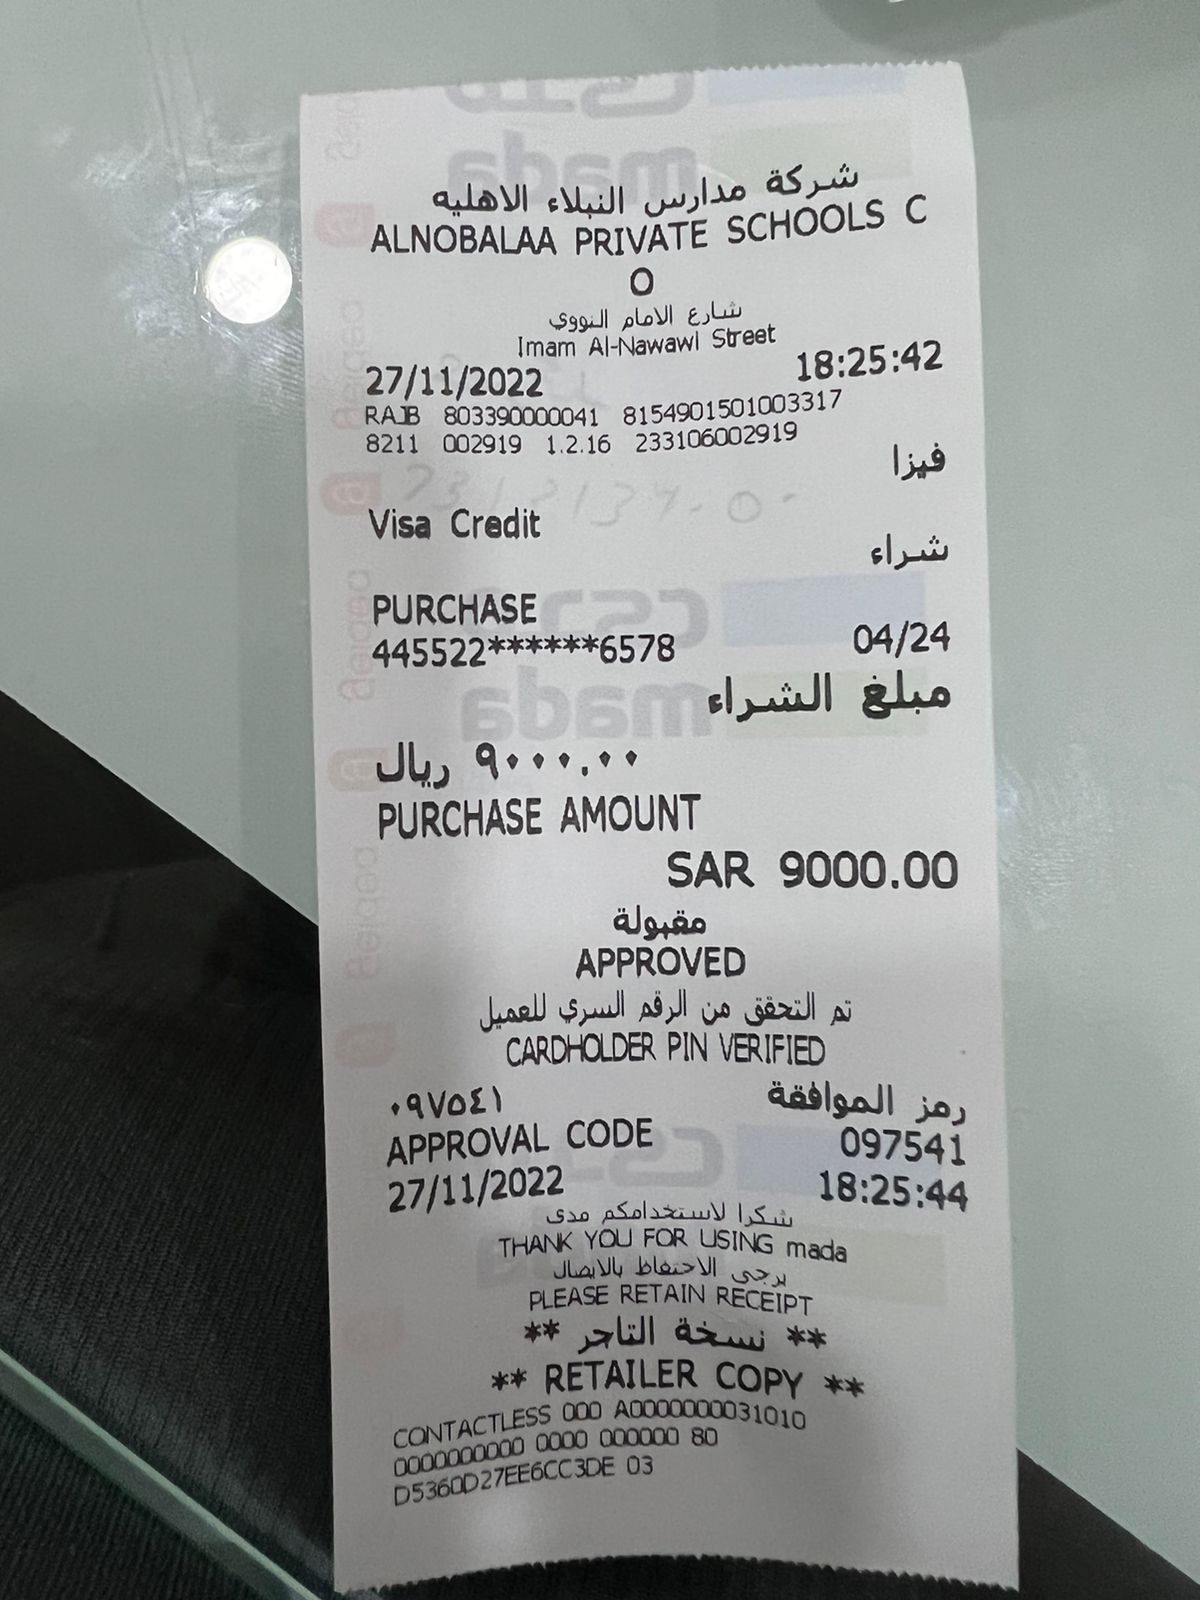 شركة مدارس النبلاء الاهليه
ALNOBALAA PRIVATE SCHOOLS C
O
شارع الامام النووي
Imam Al-Nawawi Street
27/11/2022 18:25:42
RAJB 803390000041 8154901501003317
8211 002919 1.2.16 233106002919
فيزا
Visa Credit
شراء
PURCHASE
445522******6578 04/24
مبلغ الشراء
٩٠٠٠.٠٠ ريال
PURCHASE AMOUNT
SAR 9000.00
مقبولة
APPROVED
تم التحقق من الرقم السري للعميل
CARDHOLDER PIN VERIFIED
رمز الموافقة ٠٩٧٥٤١
APPROVAL CODE 097541
27/11/2022 18:25:44
شكرا لاستخدامكم مدى
THANK YOU FOR USING mada
يرجى الاحتفاظ بالايصال
PLEASE RETAIN RECEIPT
** نسخة التاجر **
** RETAILER COPY **
CONTACTLESS 000 A0000000031010
0000000000 0000 000000 80
D5360D27EE6CC3DE 03